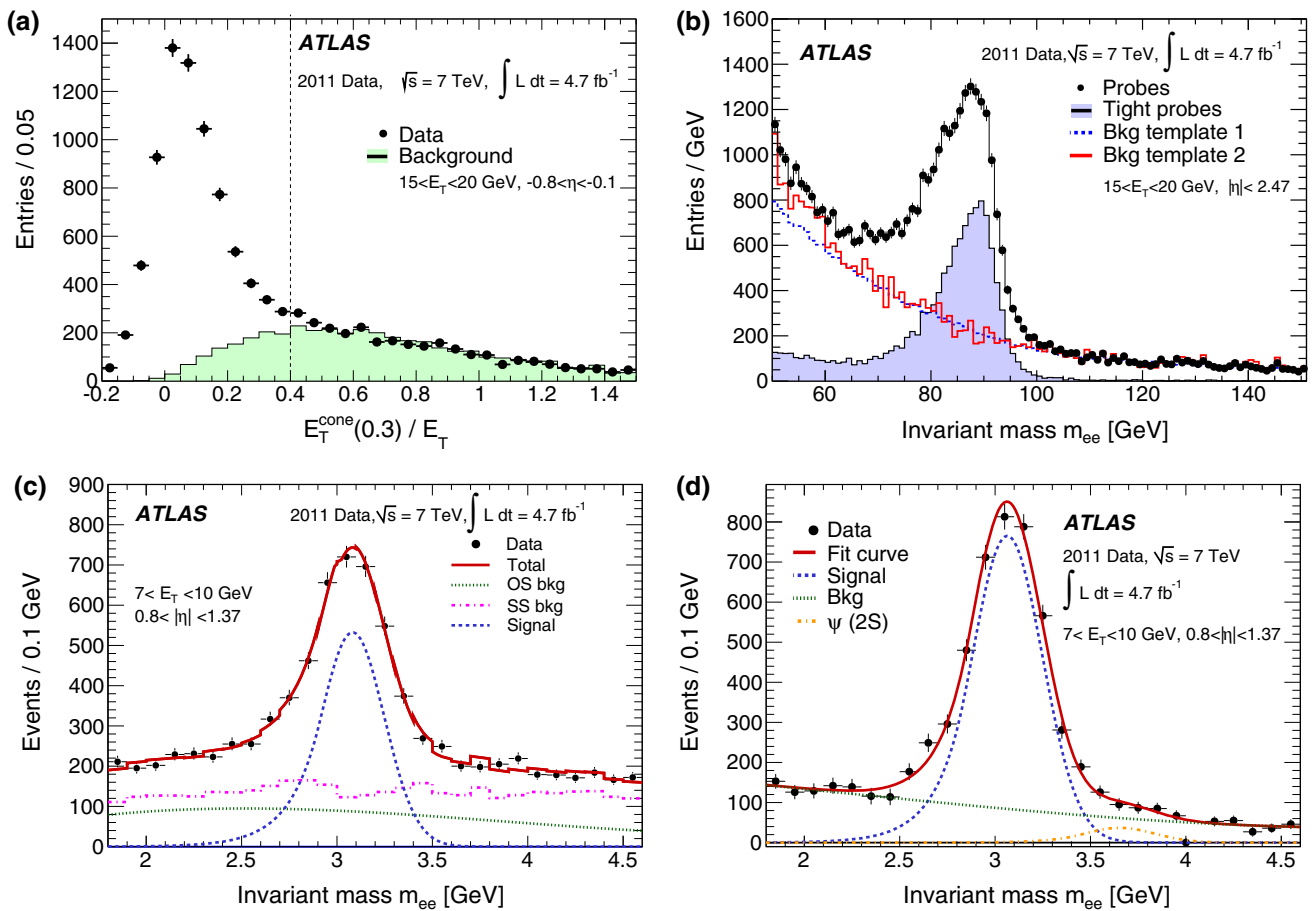 (a)
ATLAS
2011 Data, √s = 7 TeV, ∫ L dt = 4.7 fb⁻¹
Data
Background
15<E_T<20 GeV, -0.8<η<-0.1
Entries / 0.05
1400
1200
1000
800
600
400
200
0
-0.2 0 0.2 0.4 0.6 0.8 1 1.2 1.4
E_T^cone(0.3) / E_T
(b)
ATLAS
2011 Data,√s = 7 TeV, ∫ L dt = 4.7 fb⁻¹
Probes
Tight probes
Bkg template 1
Bkg template 2
15<E_T<20 GeV, |η|< 2.47
Entries / GeV
1600
1400
1200
1000
800
600
400
200
0
60 80 100 120 140
Invariant mass m_ee [GeV]
(c)
ATLAS
2011 Data,√s = 7 TeV,∫ L dt = 4.7 fb⁻¹
Data
Total
OS bkg
SS bkg
Signal
7< E_T <10 GeV
0.8< |η| <1.37
Events / 0.1 GeV
900
800
700
600
500
400
300
200
100
0
2 2.5 3 3.5 4 4.5
Invariant mass m_ee [GeV]
(d)
ATLAS
Data
Fit curve
Signal
Bkg
ψ (2S)
2011 Data, √s = 7 TeV
∫ L dt = 4.7 fb⁻¹
7< E_T<10 GeV, 0.8<|η|<1.37
Events / 0.1 GeV
800
700
600
500
400
300
200
100
0
2 2.5 3 3.5 4 4.5
Invariant mass m_ee [GeV]